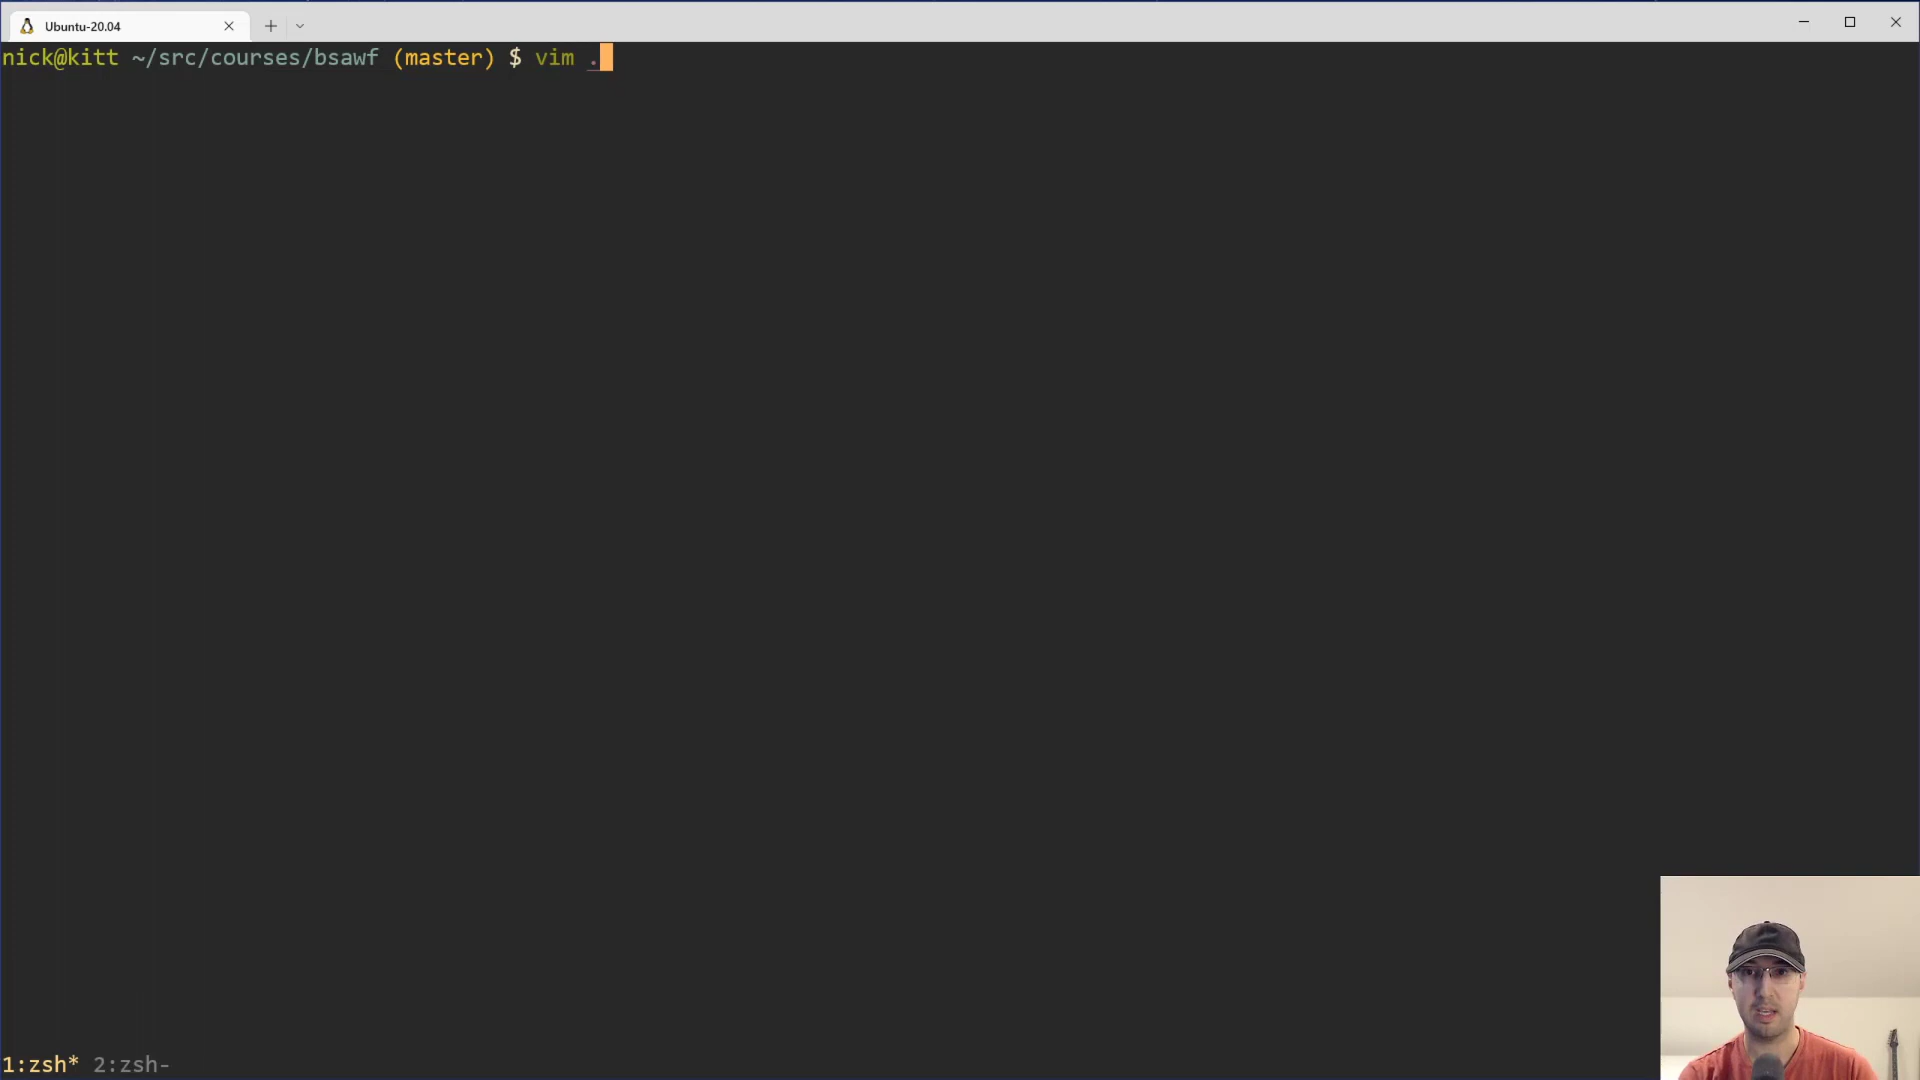 Ubuntu-20.04
nick@kitt ~/src/courses/bsawf (master) $ vim .
1:zsh* 2:zsh-